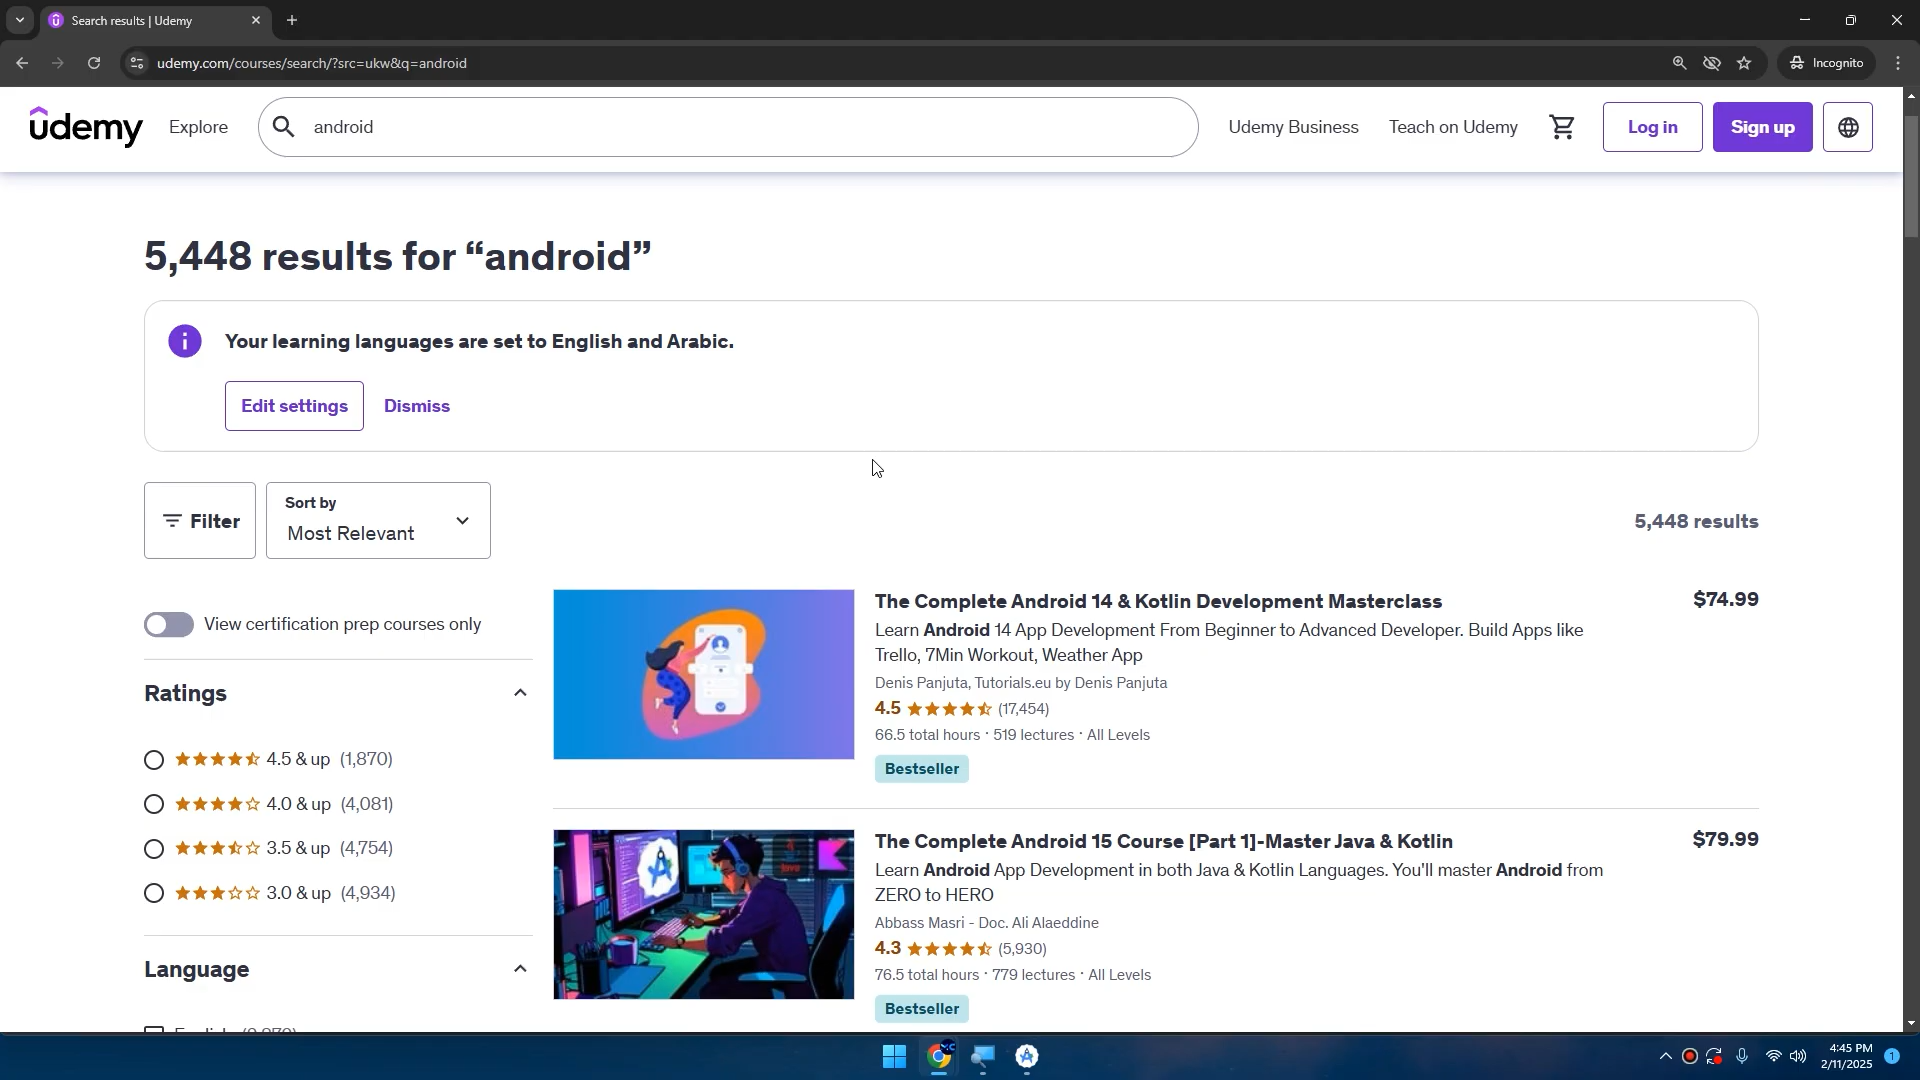 Search results | Udemy
udemy.com/courses/search/?src=ukw&q=android
Incognito
udemy
Explore
android
Udemy Business
Teach on Udemy
Log in
Sign up
5,448 results for “android”
Your learning languages are set to English and Arabic.
Edit settings
Dismiss
Filter
Sort by
Most Relevant
5,448 results
View certification prep courses only
Ratings
4.5 & up (1,870)
4.0 & up (4,081)
3.5 & up (4,754)
3.0 & up (4,934)
Language
The Complete Android 14 & Kotlin Development Masterclass
$74.99
Learn Android 14 App Development From Beginner to Advanced Developer. Build Apps like
Trello, 7Min Workout, Weather App
Denis Panjuta, Tutorials.eu by Denis Panjuta
4.5 (17,454)
66.5 total hours · 519 lectures · All Levels
Bestseller
The Complete Android 15 Course [Part 1]-Master Java & Kotlin
$79.99
Learn Android App Development in both Java & Kotlin Languages. You'll master Android from
ZERO to HERO
Abbass Masri - Doc. Ali Alaeddine
4.3 (5,930)
76.5 total hours · 779 lectures · All Levels
Bestseller
4:45 PM
2/11/2025
1